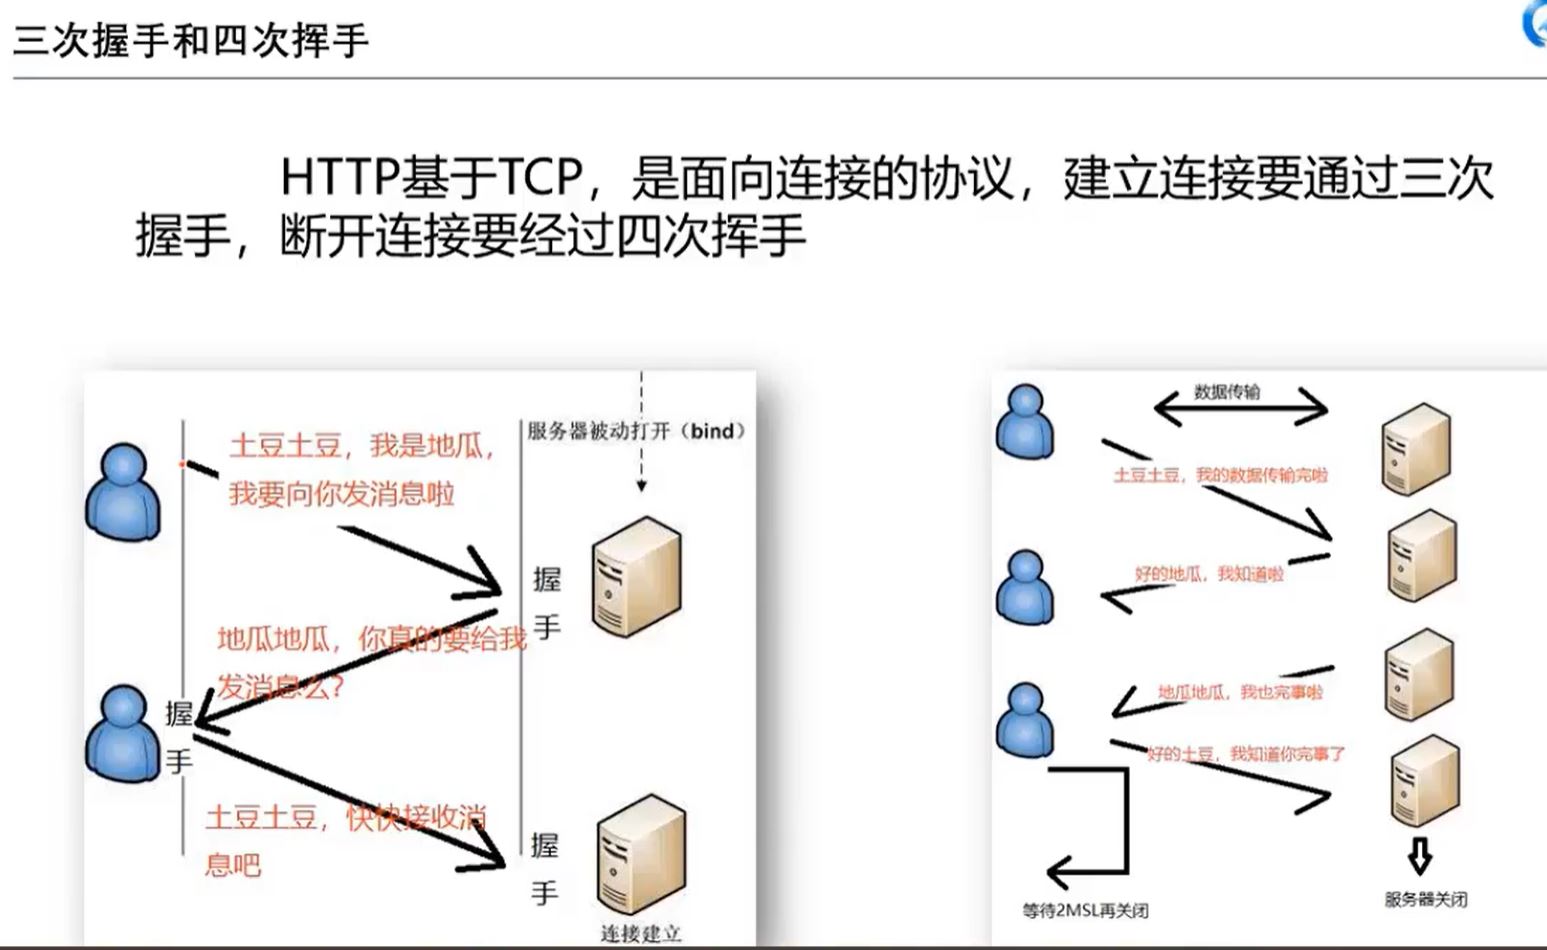 三次握手和四次挥手
HTTP基于TCP，是面向连接的协议，建立连接要通过三次
握手，断开连接要经过四次挥手
服务器被动打开（bind）
土豆土豆，我是地瓜，
我要向你发消息啦
握
手
地瓜地瓜，你真的要给我
发消息么？
握
手
土豆土豆，快快接收消
息吧
握
手
连接建立
数据传输
土豆土豆，我的数据传输完啦
好的地瓜，我知道啦
地瓜地瓜，我也完事啦
好的土豆，我知道你完事了
等待2MSL再关闭
服务器关闭